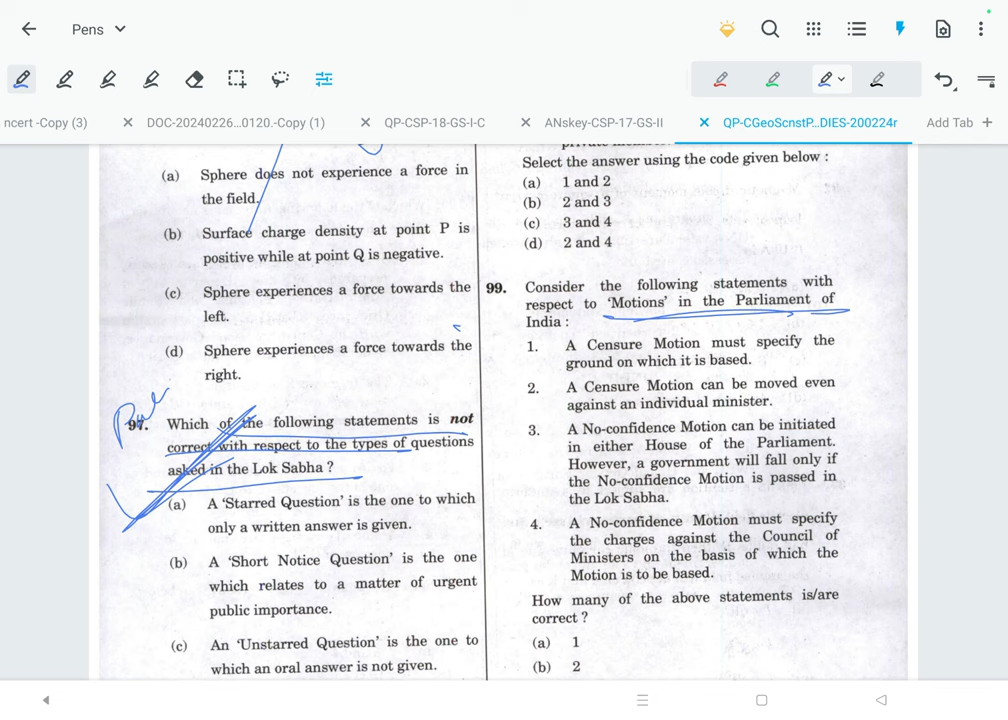 Pens
ncert -Copy (3)
DOC-20240226...0120.-Copy (1)
QP-CSP-18-GS-I-C
ANskey-CSP-17-GS-II
QP-CGeoScnstP...DIES-200224r
Add Tab +
(a) Sphere does not experience a force in
the field.
(b) Surface charge density at point P is
positive while at point Q is negative.
(c) Sphere experiences a force towards the
left.
(d) Sphere experiences a force towards the
right.
97. Which of the following statements is not
correct with respect to the types of questions
asked in the Lok Sabha ?
(a) A 'Starred Question' is the one to which
only a written answer is given.
(b) A 'Short Notice Question' is the one
which relates to a matter of urgent
public importance.
(c) An 'Unstarred Question' is the one to
which an oral answer is not given.
Select the answer using the code given below :
(a) 1 and 2
(b) 2 and 3
(c) 3 and 4
(d) 2 and 4
99. Consider the following statements with
respect to 'Motions' in the Parliament of
India :
1. A Censure Motion must specify the
ground on which it is based.
2. A Censure Motion can be moved even
against an individual minister.
3. A No-confidence Motion can be initiated
in either House of the Parliament.
However, a government will fall only if
the No-confidence Motion is passed in
the Lok Sabha.
4. A No-confidence Motion must specify
the charges against the Council of
Ministers on the basis of which the
Motion is to be based.
How many of the above statements is/are
correct ?
(a) 1
(b) 2